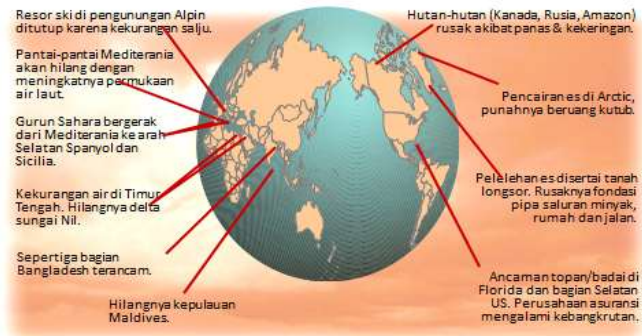 Resor ski di pengunungan Alpin
ditutup karena kekurangan salju.
Pantai-pantai Mediterania
akan hilang dengan
meningkatnya permukaan
air laut.
Gurun Sahara bergerak
dari Mediterania ke arah
Selatan Spanyol dan
Sicilia.
Kekurangan air di Timur
Tengah. Hilangnya delta
sungai Nil.
Sepertiga bagian
Bangladesh terancam.
Hilangnya kepulauan
Maldives.
Hutan-hutan (Kanada, Rusia, Amazon)
rusak akibat panas & kekeringan.
Pencairan es di Arctic,
punahnya beruang kutub.
Pelelehan es disertai tanah
longsor. Rusaknya fondasi
pipa saluran minyak,
rumah dan jalan.
Ancaman topan/badai di
Florida dan bagian Selatan
US. Perusahaan asuransi
mengalami kebangkrutan.